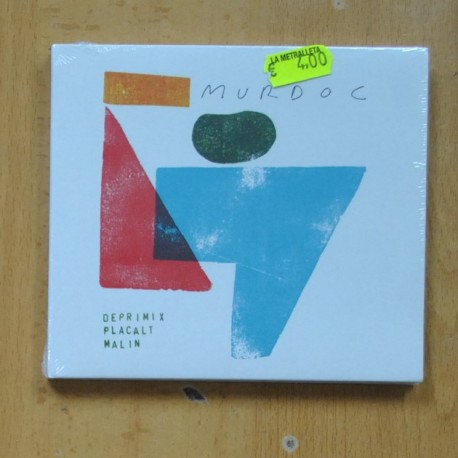 LA METRALLETA
€ 4,00
MURDOC
DEPRIMIX
PLACALT
MALIN